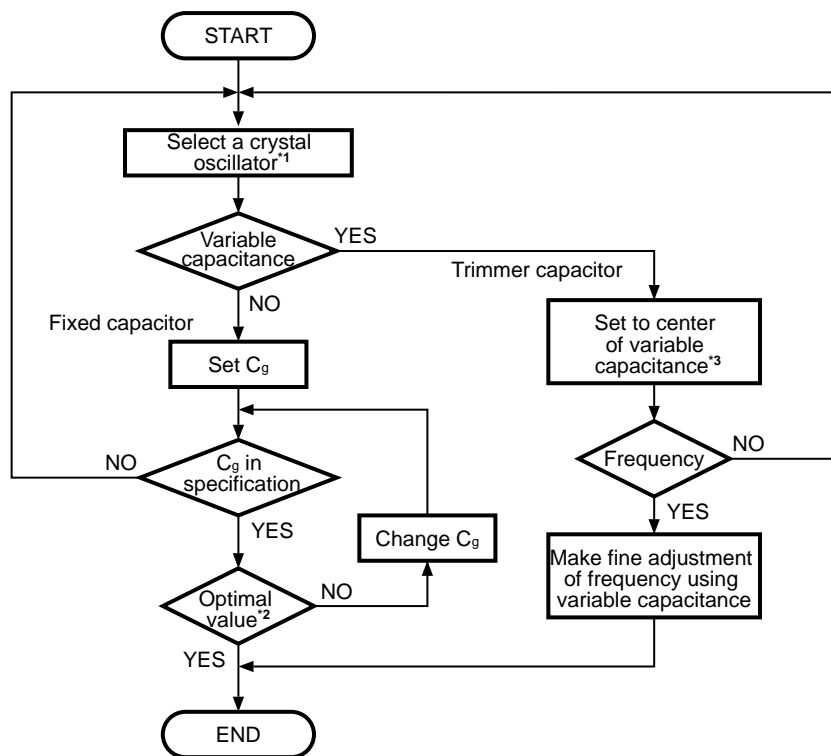 START
Select a crystal
oscillator*1
Variable
capacitance
YES
Trimmer capacitor
NO
Fixed capacitor
Set Cg
Set to center
of variable
capacitance*3
Cg in
specification
NO
YES
Change Cg
Frequency
NO
YES
Optimal
value*2
NO
YES
Make fine adjustment
of frequency using
variable capacitance
END